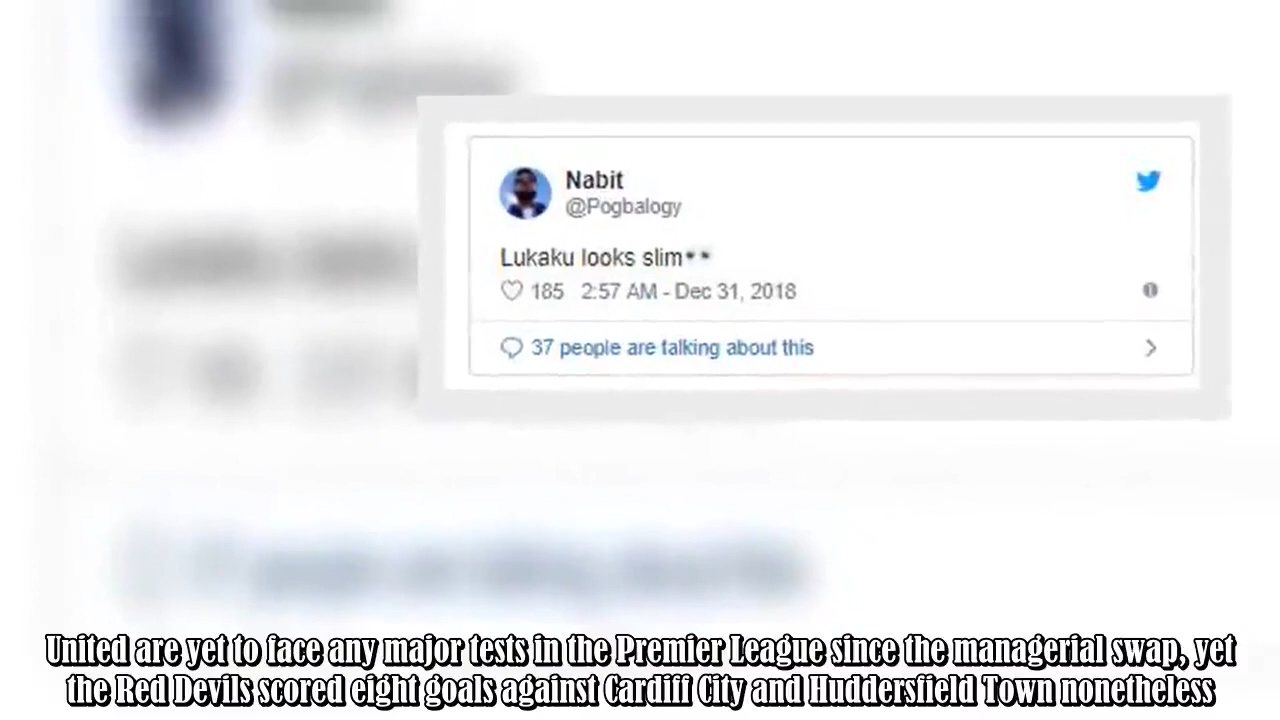 Nabit
@Pogbalogy
Lukaku looks slim👀
185 2:57 AM - Dec 31, 2018
37 people are talking about this
United are yet to face any major tests in the Premier League since the managerial swap, yet
the Red Devils scored eight goals against Cardiff City and Huddersfield Town nonetheless